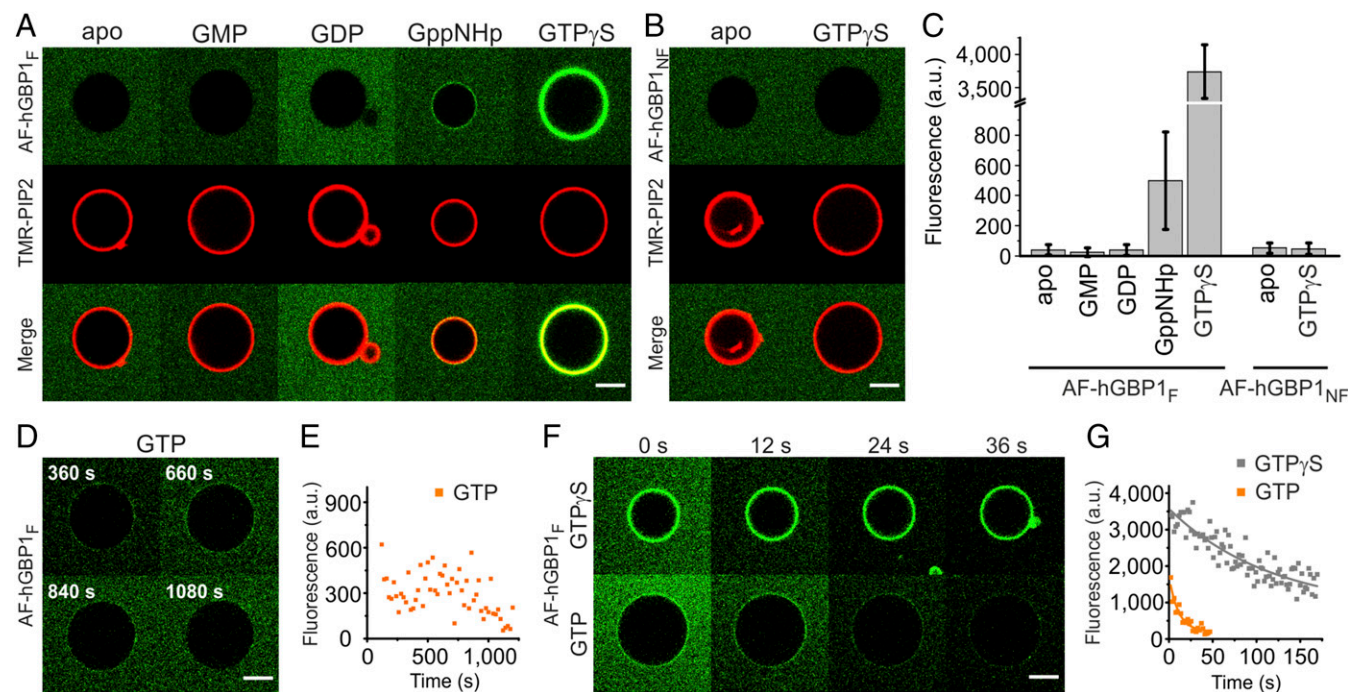 A
apo GMP GDP GppNHp GTPγS
AF-hGBP1F
TMR-PIP2
Merge
B
apo GTPγS
AF-hGBP1NF
TMR-PIP2
Merge
C
Fluorescence (a.u.)
4,000
3,500
800
600
400
200
0
apo GMP GDP GppNHp GTPγS apo GTPγS
AF-hGBP1F AF-hGBP1NF
D
GTP
AF-hGBP1F
360 s 660 s
840 s 1080 s
E
GTP
Fluorescence (a.u.)
900
600
300
0
0 500 1,000
Time (s)
F
0 s 12 s 24 s 36 s
AF-hGBP1F
GTPγS
GTP
G
GTPγS
GTP
Fluorescence (a.u.)
4,000
3,000
2,000
1,000
0
0 50 100 150
Time (s)